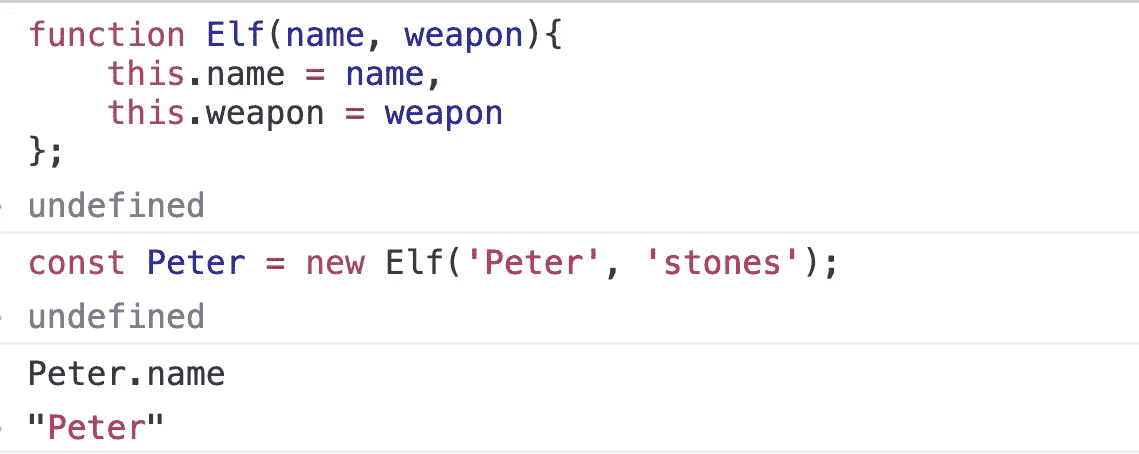 function Elf(name, weapon){
    this.name = name,
    this.weapon = weapon
};
undefined
const Peter = new Elf('Peter', 'stones');
undefined
Peter.name
"Peter"